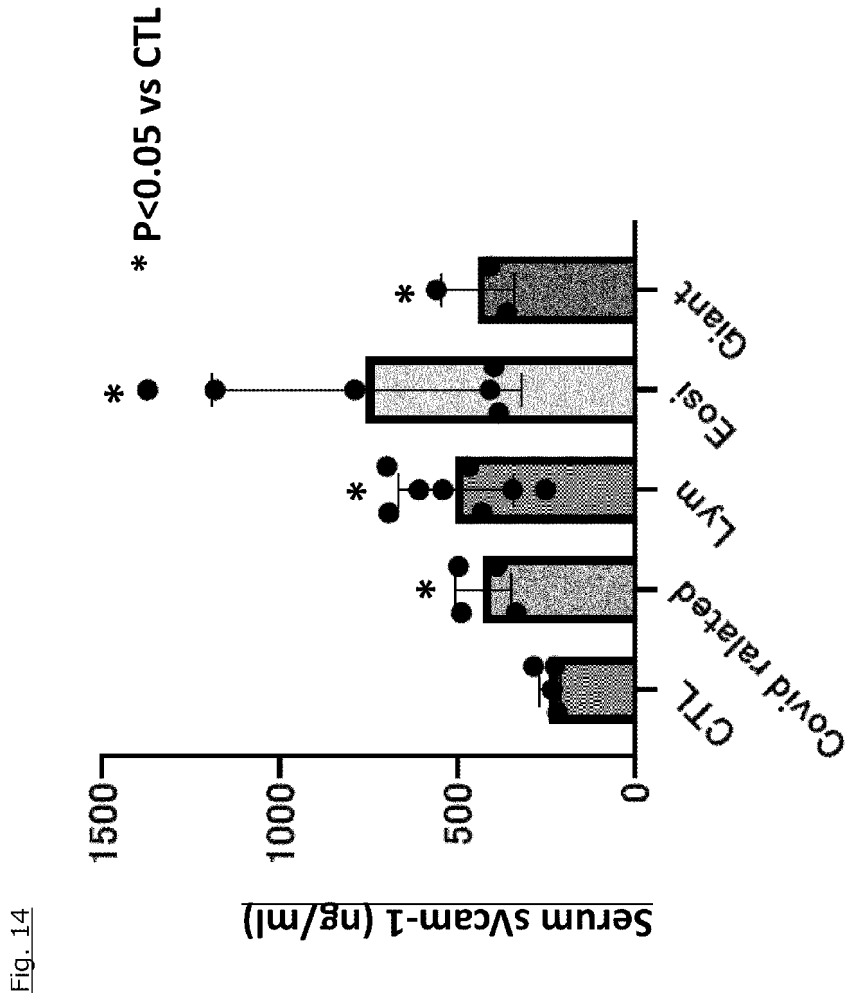 Fig. 14
* P<0.05 vs CTL
Serum sVcam-1 (ng/ml)
1500
1000
500
0
*
*
*
*
CTL
Covid ralated
Lym
Eosi
Giant